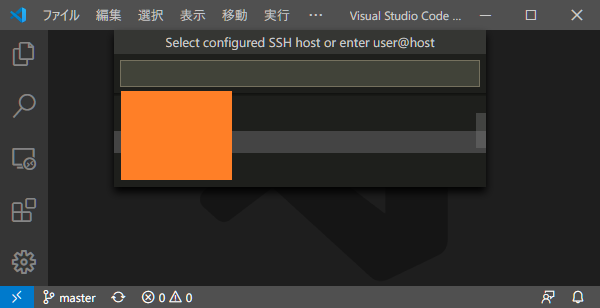 ファイル 編集 選択 表示 移動 実行 ··· Visual Studio Code ...
Select configured SSH host or enter user@host
master 0 0